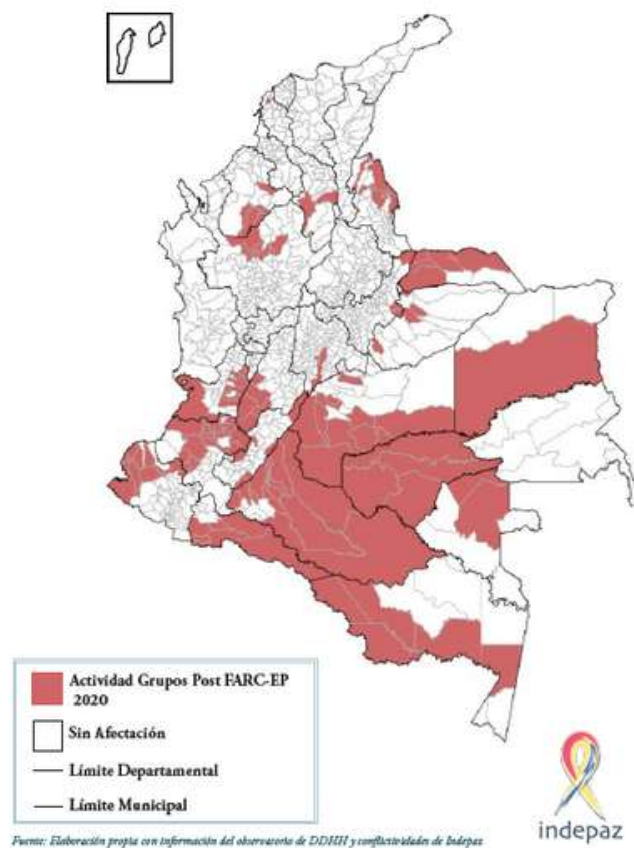 Actividad Grupos Post FARC-EP
2020
Sin Afectación
Límite Departamental
Límite Municipal
indepaz
Fuente: Elaboración propia con información del observatorio de DDHH y conflictividades de Indepaz